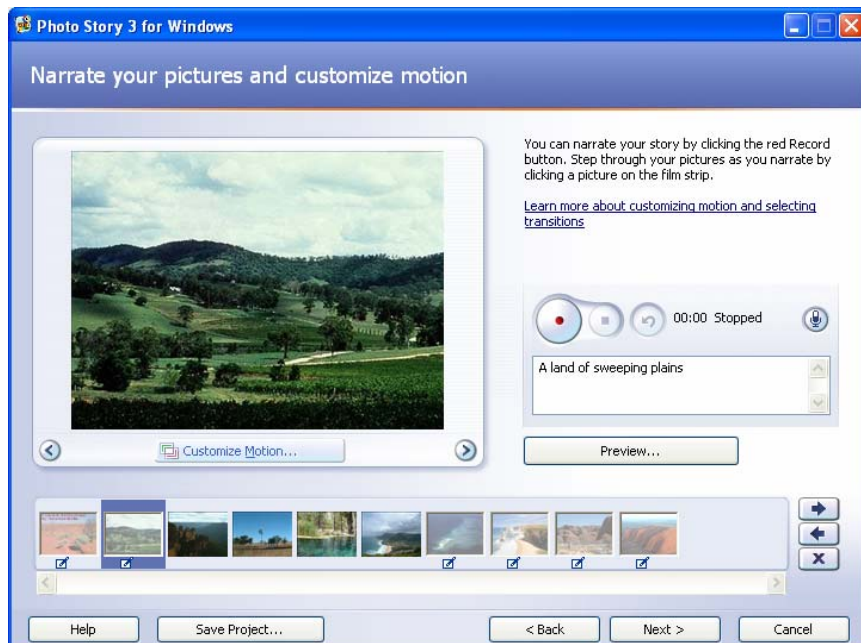 Photo Story 3 for Windows
Narrate your pictures and customize motion
You can narrate your story by clicking the red Record
button. Step through your pictures as you narrate by
clicking a picture on the film strip.
Learn more about customizing motion and selecting
transitions
00:00 Stopped
A land of sweeping plains
Customize Motion...
Preview...
Help
Save Project...
< Back
Next >
Cancel